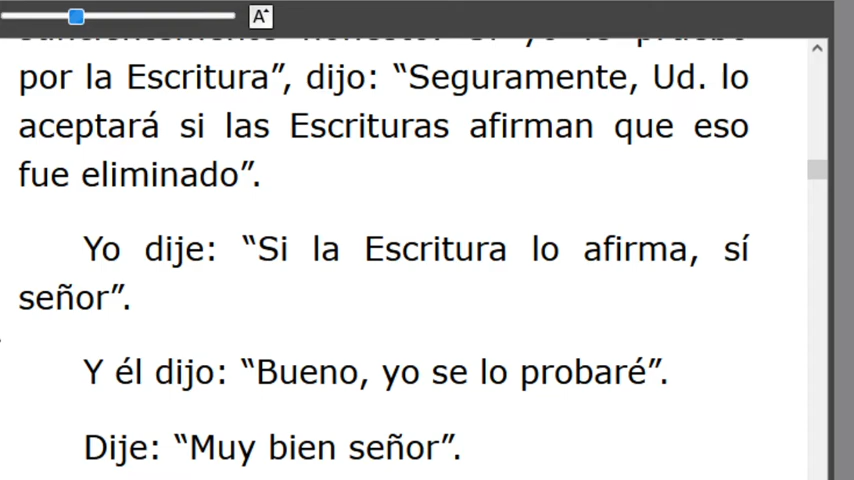 A
por la Escritura”, dijo: “Seguramente, Ud. lo
aceptará si las Escrituras afirman que eso
fue eliminado”.
Yo dije: “Si la Escritura lo afirma, sí
señor”.
Y él dijo: “Bueno, yo se lo probaré”.
Dije: “Muy bien señor”.